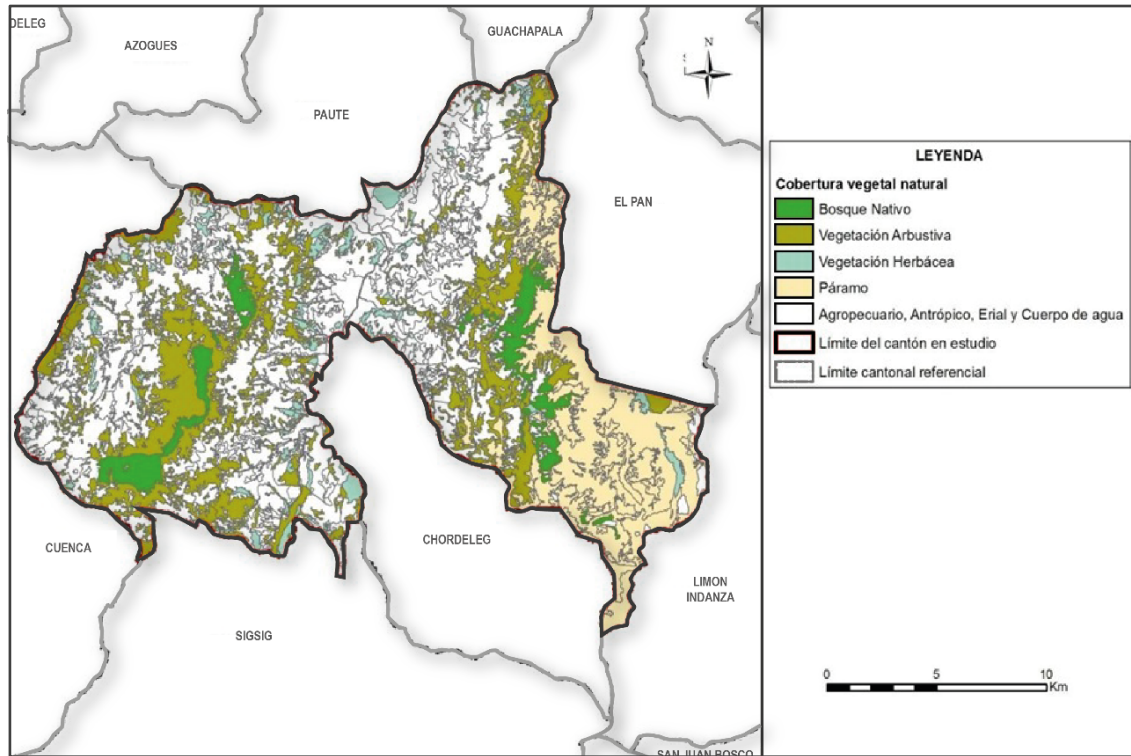 DELEG
AZOGUES
GUACHAPALA
N
PAUTE
EL PAN
CUENCA
CHORDELEG
LIMON
INDANZA
SIGSIG
SAN JUAN BOSCO
LEYENDA
Cobertura vegetal natural
Bosque Nativo
Vegetación Arbustiva
Vegetación Herbácea
Páramo
Agropecuario, Antrópico, Erial y Cuerpo de agua
Límite del cantón en estudio
Límite cantonal referencial
0 5 10
Km